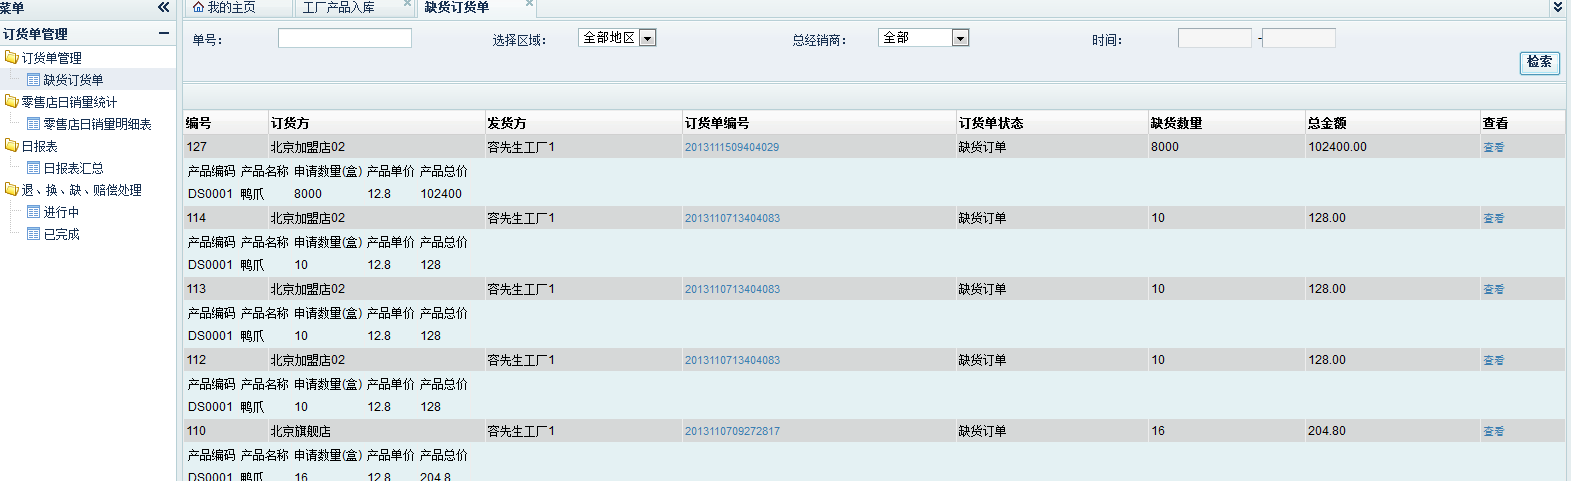 菜单
订货单管理
订货单管理
缺货订货单
零售店日销量统计
零售店日销量明细表
日报表
日报表汇总
退、换、缺、赔偿处理
进行中
已完成
我的主页 工厂产品入库 缺货订货单
单号： 选择区域： 全部地区 总经销商： 全部 时间： -
检索
编号 订货方 发货方 订货单编号 订货单状态 缺货数量 总金额 查看
127 北京加盟店02 容先生工厂1 2013111509404029 缺货订单 8000 102400.00 查看
产品编码 产品名称 申请数量(盒) 产品单价 产品总价
DS0001 鸭爪 8000 12.8 102400
114 北京加盟店02 容先生工厂1 2013110713404083 缺货订单 10 128.00 查看
产品编码 产品名称 申请数量(盒) 产品单价 产品总价
DS0001 鸭爪 10 12.8 128
113 北京加盟店02 容先生工厂1 2013110713404083 缺货订单 10 128.00 查看
产品编码 产品名称 申请数量(盒) 产品单价 产品总价
DS0001 鸭爪 10 12.8 128
112 北京加盟店02 容先生工厂1 2013110713404083 缺货订单 10 128.00 查看
产品编码 产品名称 申请数量(盒) 产品单价 产品总价
DS0001 鸭爪 10 12.8 128
110 北京旗舰店 容先生工厂1 2013110709272817 缺货订单 16 204.80 查看
产品编码 产品名称 申请数量(盒) 产品单价 产品总价
DS0001 鸭爪 16 12.8 204.8